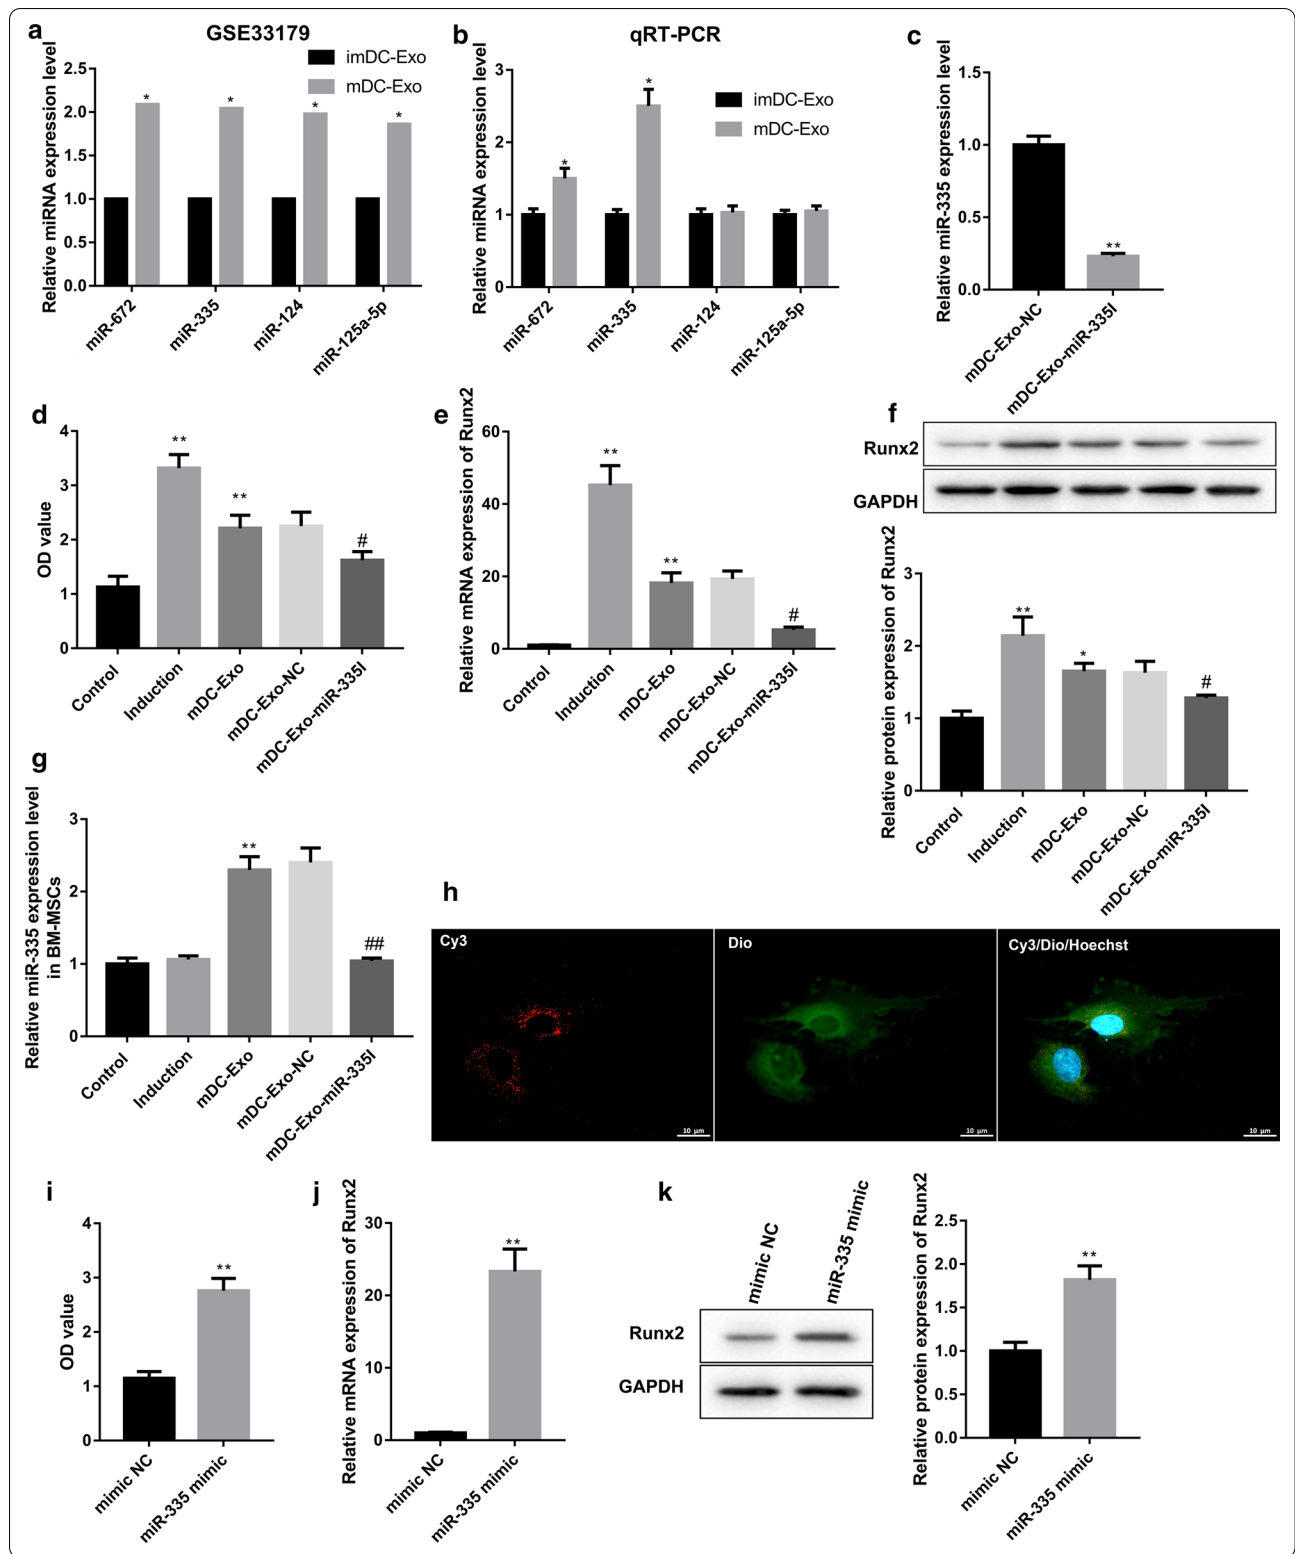 a
GSE33179
imDC-Exo
mDC-Exo
Relative miRNA expression level
2.5
2.0
1.5
1.0
0.5
0.0
* * * *
miR-672
miR-335
miR-124
miR-125a-5p
b
qRT-PCR
imDC-Exo
mDC-Exo
Relative miRNA expression level
3
2
1
0
* *
miR-672
miR-335
miR-124
miR-125a-5p
c
Relative miR-335 expression level
1.5
1.0
0.5
0.0
**
mDC-Exo-NC
mDC-Exo-miR-335I
d
OD value
4
3
2
1
0
** ** #
Control
Induction
mDC-Exo
mDC-Exo-NC
mDC-Exo-miR-335I
e
Relative mRNA expression of Runx2
60
40
20
0
** ** #
Control
Induction
mDC-Exo
mDC-Exo-NC
mDC-Exo-miR-335I
f
Runx2
GAPDH
Relative protein expression of Runx2
3
2
1
0
** * #
Control
Induction
mDC-Exo
mDC-Exo-NC
mDC-Exo-miR-335I
g
Relative miR-335 expression level
in BM-MSCs
3
2
1
0
** ##
Control
Induction
mDC-Exo
mDC-Exo-NC
mDC-Exo-miR-335I
h
Cy3
10 μm
Dio
10 μm
Cy3/Dio/Hoechst
10 μm
i
OD value
4
3
2
1
0
**
mimic NC
miR-335 mimic
j
Relative mRNA expression of Runx2
30
20
10
0
**
mimic NC
miR-335 mimic
k
mimic NC
miR-335 mimic
Runx2
GAPDH
Relative protein expression of Runx2
2.5
2.0
1.5
1.0
0.5
0.0
**
mimic NC
miR-335 mimic